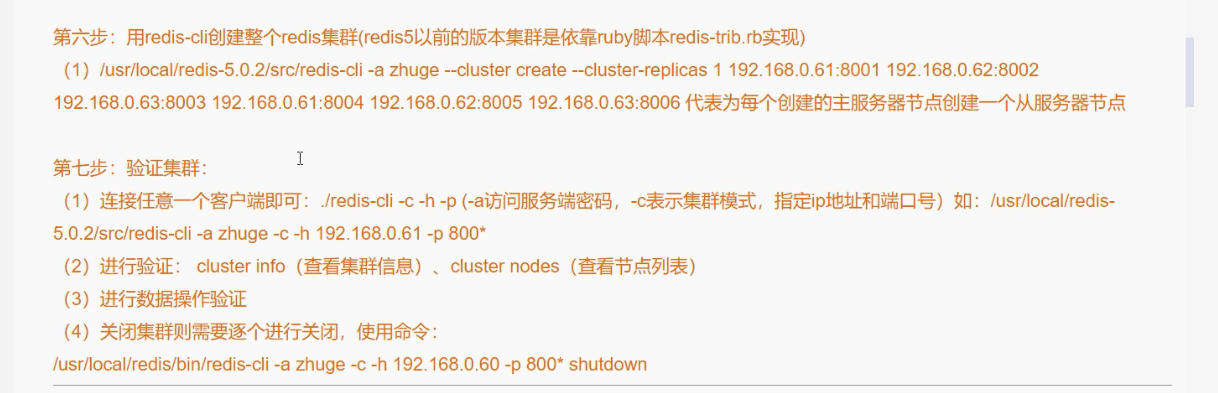 第六步：用redis-cli创建整个redis集群(redis5以前的版本集群是依靠ruby脚本redis-trib.rb实现)
（1）/usr/local/redis-5.0.2/src/redis-cli -a zhuge --cluster create --cluster-replicas 1 192.168.0.61:8001 192.168.0.62:8002
192.168.0.63:8003 192.168.0.61:8004 192.168.0.62:8005 192.168.0.63:8006 代表为每个创建的主服务器节点创建一个从服务器节点
第七步：验证集群：
（1）连接任意一个客户端即可：./redis-cli -c -h -p (-a访问服务端密码，-c表示集群模式，指定ip地址和端口号）如：/usr/local/redis-
5.0.2/src/redis-cli -a zhuge -c -h 192.168.0.61 -p 800*
（2）进行验证： cluster info（查看集群信息）、cluster nodes（查看节点列表）
（3）进行数据操作验证
（4）关闭集群则需要逐个进行关闭，使用命令：
/usr/local/redis/bin/redis-cli -a zhuge -c -h 192.168.0.60 -p 800* shutdown